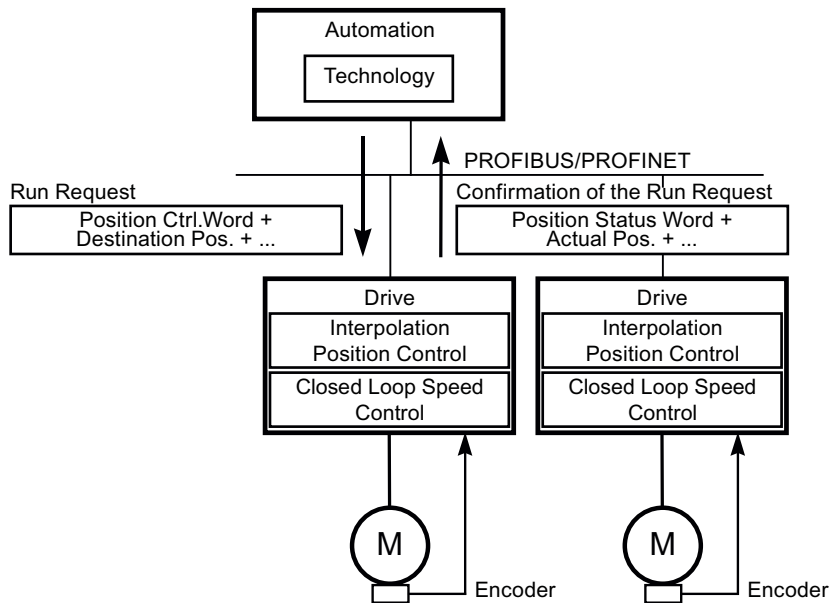 Automation
Technology
PROFIBUS/PROFINET
Run Request
Position Ctrl.Word +
Destination Pos. + ...
Confirmation of the Run Request
Position Status Word +
Actual Pos. + ...
Drive
Interpolation
Position Control
Closed Loop Speed
Control
Drive
Interpolation
Position Control
Closed Loop Speed
Control
M
Encoder
M
Encoder